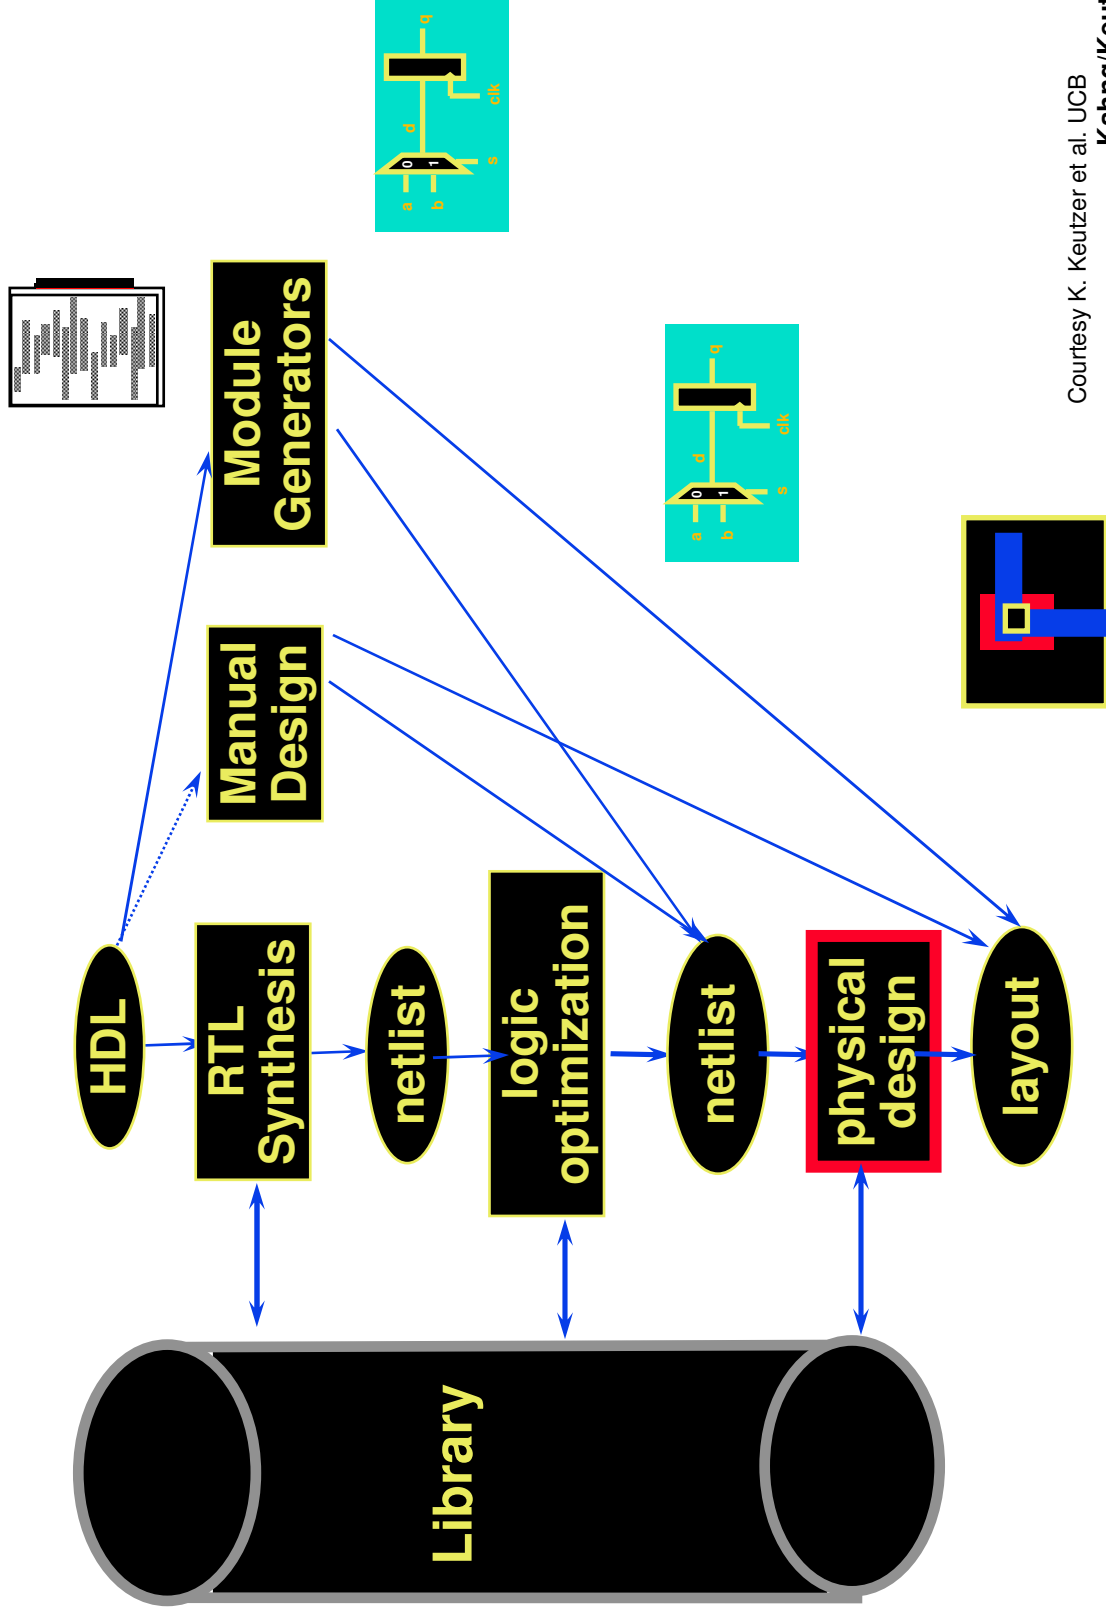 HDL
RTL
Synthesis
netlist
logic
optimization
netlist
physical
design
layout
Library
Manual
Design
Module
Generators
a
b
0
1
s
d
clk
q
a
b
0
1
s
d
clk
q
Courtesy K. Keutzer et al. UCB